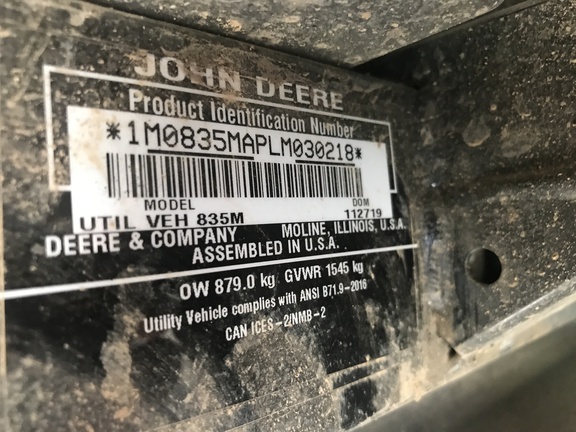 JOHN DEERE
Product Identification Number
*1M0835MAPLM030218*
MODEL DOM
UTIL VEH 835M 112719
DEERE & COMPANY MOLINE, ILLINOIS, U.S.A.
ASSEMBLED IN U.S.A.
OW 879.0 kg GVWR 1545 kg
Utility Vehicle complies with ANSI B71.9-2016
CAN ICES-2/NMB-2